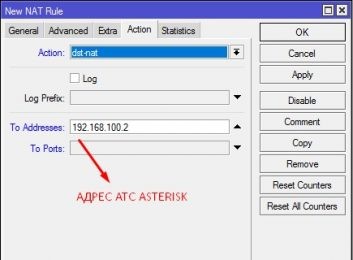 New NAT Rule
General Advanced Extra Action Statistics
Action: dst-nat
Log
Log Prefix:
To Addresses: 192.168.100.2
To Ports:
АДРЕС АТС ASTERISK
OK
Cancel
Apply
Disable
Comment
Copy
Remove
Reset Counters
Reset All Counters